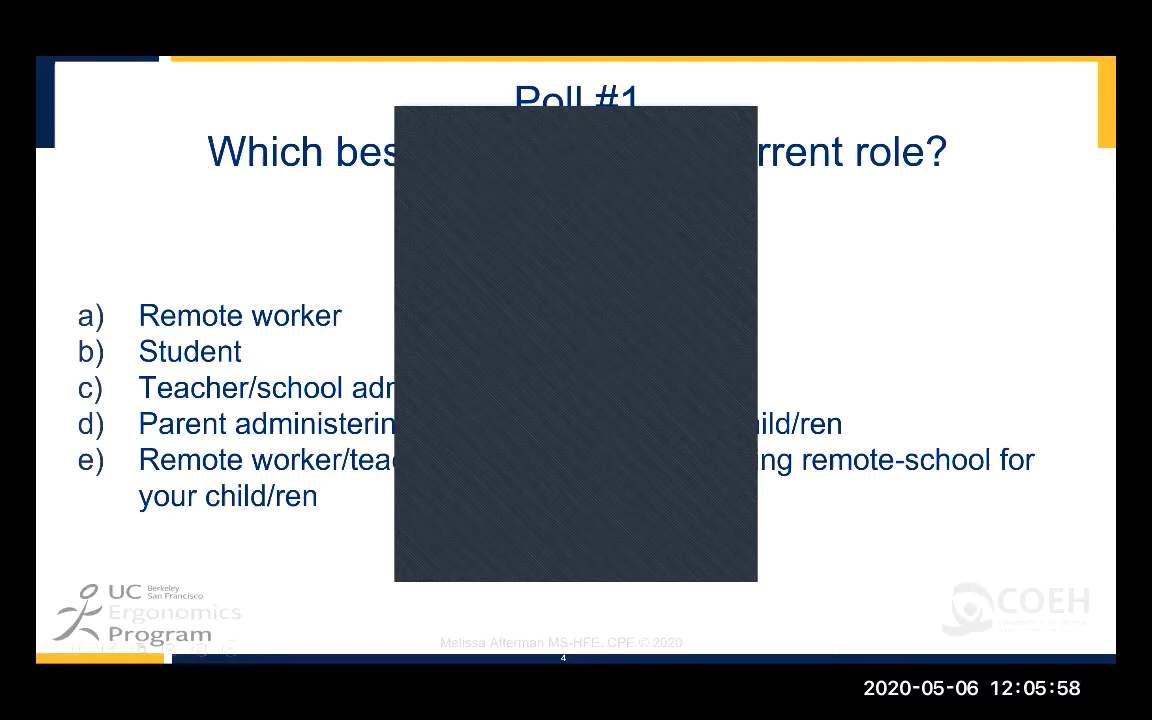 Poll #1
Which bes rrent role?
a) Remote worker
b) Student
c) Teacher/school adr
d) Parent administerin ild/ren
e) Remote worker/tea ng remote-school for
your child/ren
UC Berkeley
San Francisco
Ergonomics
Program
COEH
Melissa Afterman MS-HFE, CPE © 2020
4
2020-05-06 12:05:58